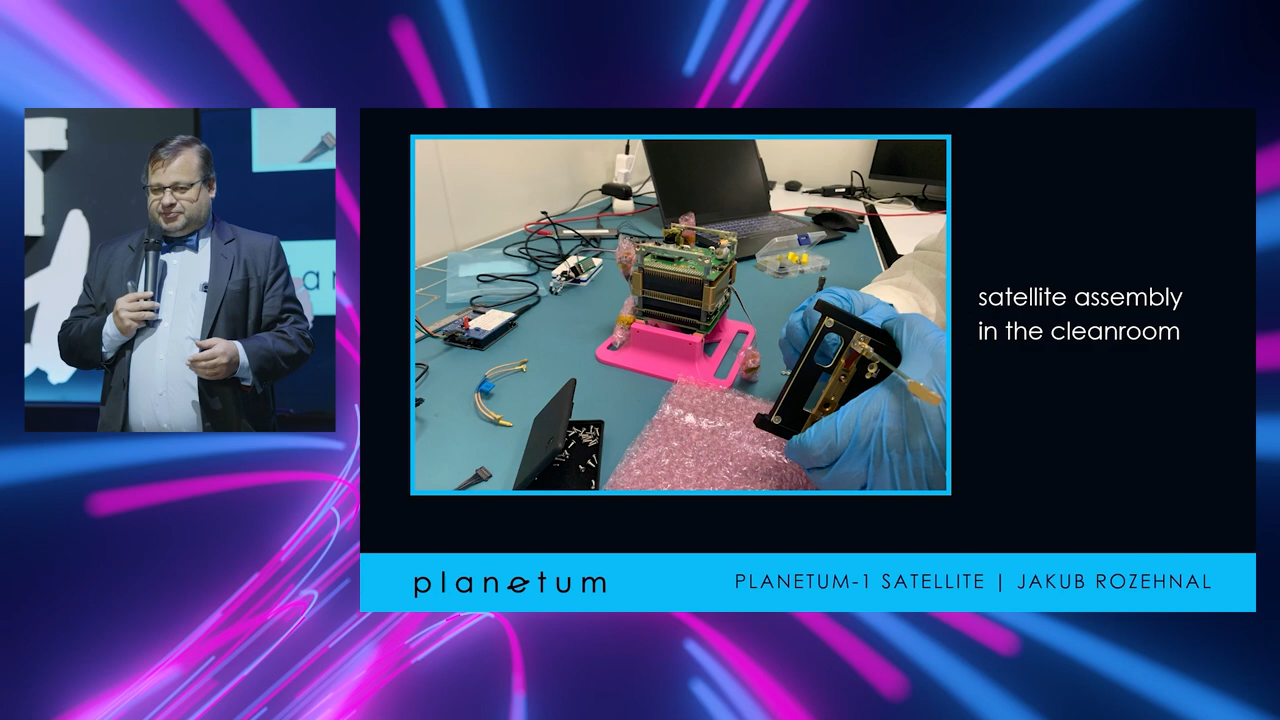 satellite assembly
in the cleanroom
planetum
PLANETUM-1 SATELLITE | JAKUB ROZEHNAL